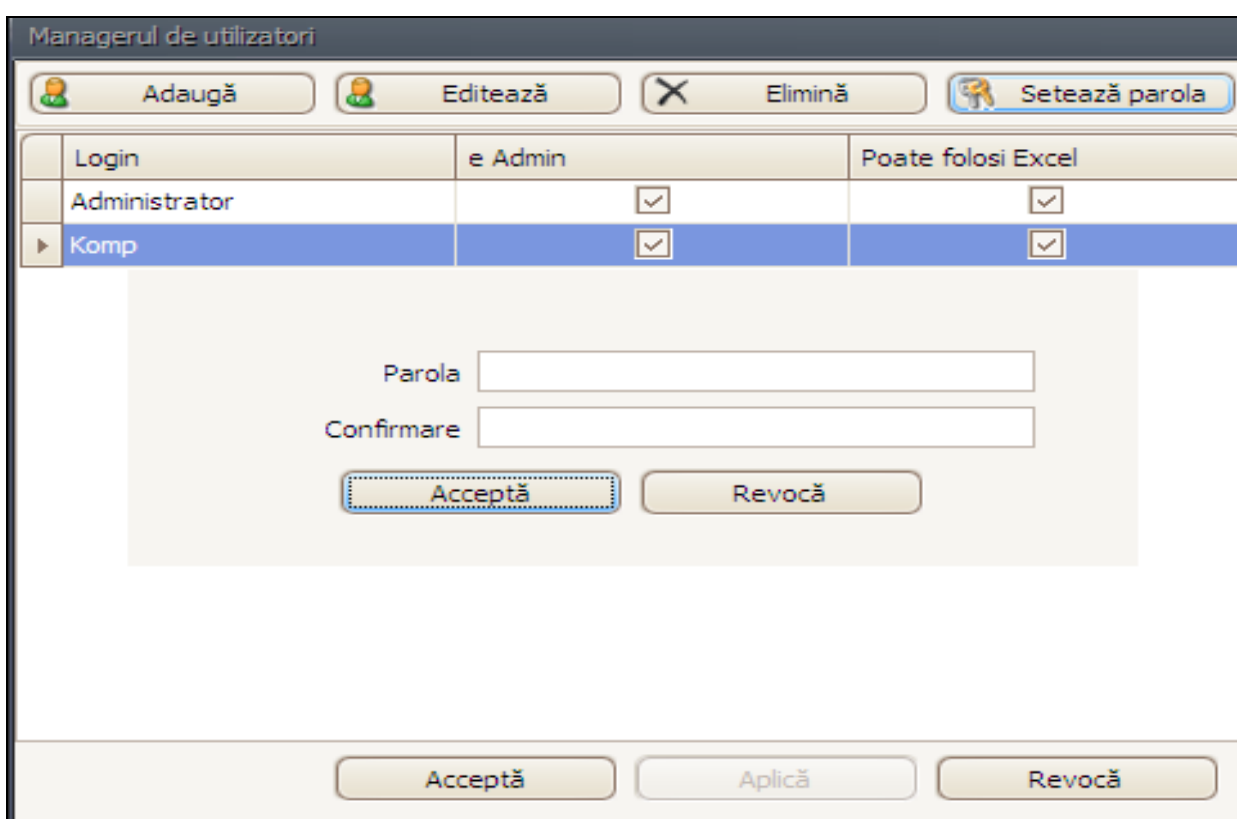 Managerul de utilizatori
Adaugă Editează Elimină Setează parola
Login e Admin Poate folosi Excel
Administrator
Komp
Parola
Confirmare
Acceptă Revocă
Acceptă Aplică Revocă